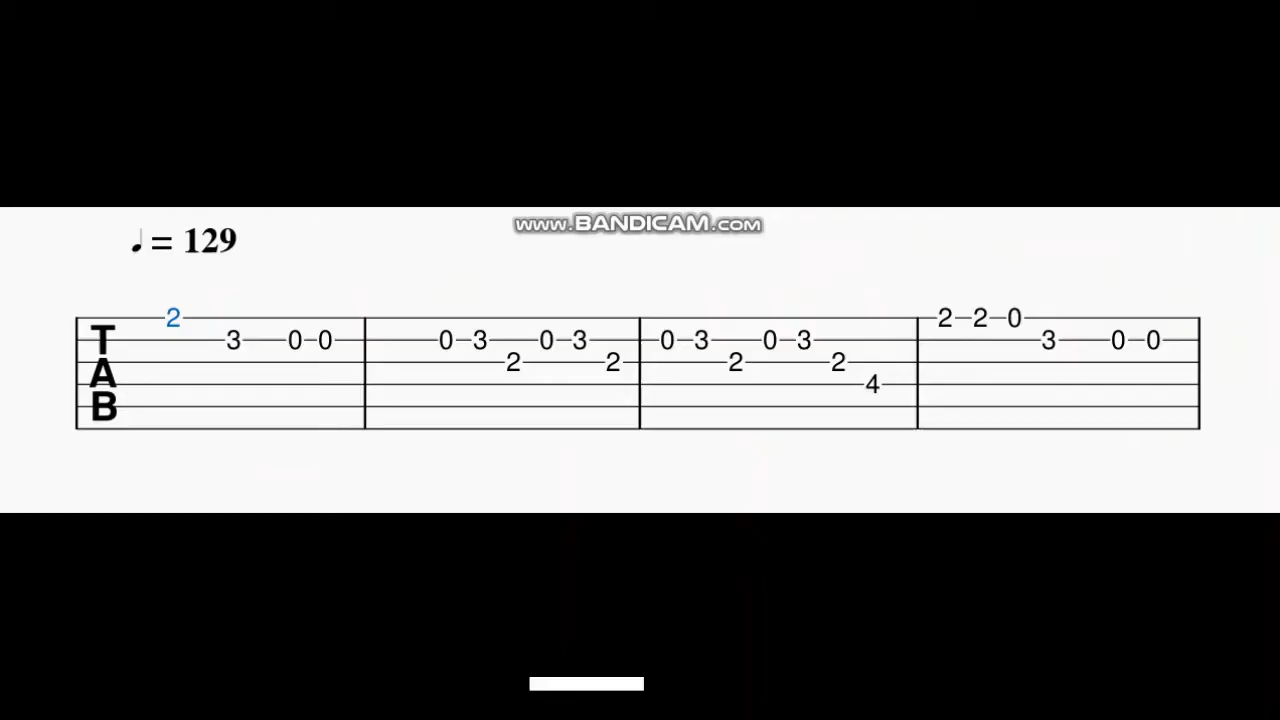 www.BANDICAM.com
♩ = 129
2 2 2 0
T 3 0 0 0 3 0 3 0 3 0 3 3 0 0
A 2 2 2 2
4
B